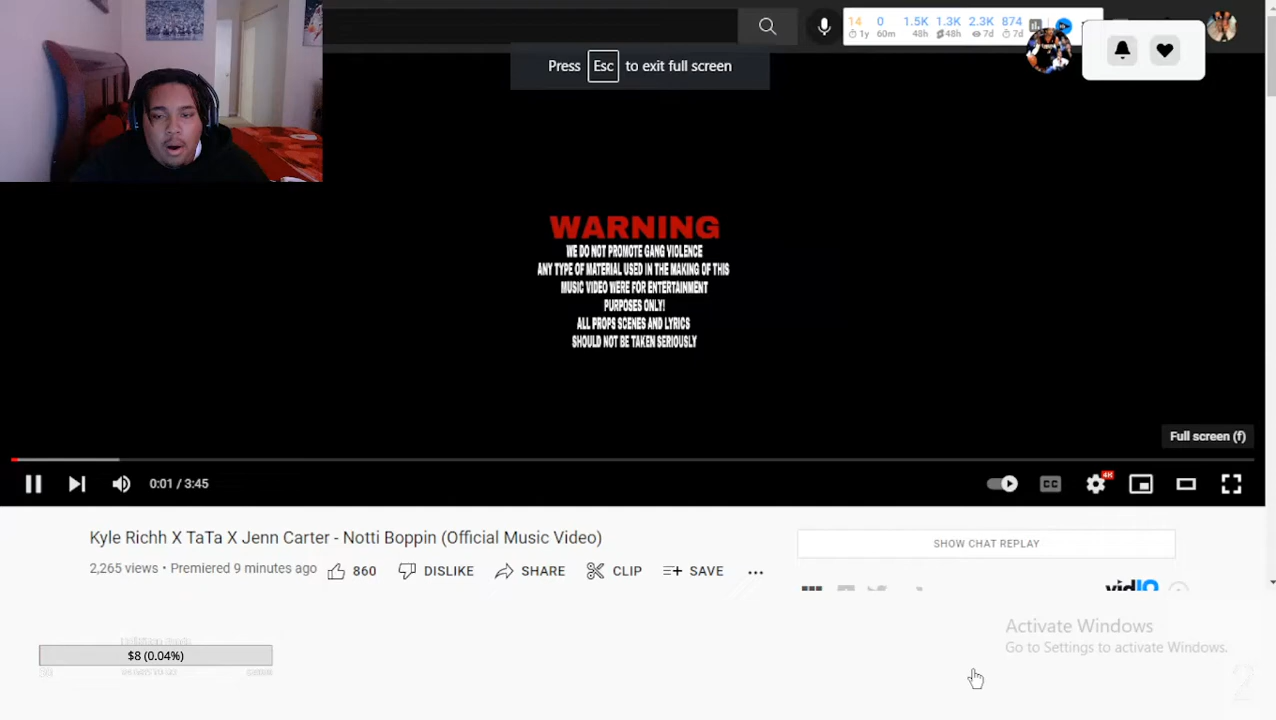 14 0 1.5K 1.3K 2.3K 874
1y 60m 48h 48h 7d 7d
Press Esc to exit full screen
WARNING
WE DO NOT PROMOTE GANG VIOLENCE
ANY TYPE OF MATERIAL USED IN THE MAKING OF THIS
MUSIC VIDEO WERE FOR ENTERTAINMENT
PURPOSES ONLY!
ALL PROPS SCENES AND LYRICS
SHOULD NOT BE TAKEN SERIOUSLY
Full screen (f)
0:01 / 3:45
CC
4K
Kyle Richh X TaTa X Jenn Carter - Notti Boppin (Official Music Video)
SHOW CHAT REPLAY
2,265 views • Premiered 9 minutes ago 860 DISLIKE SHARE CLIP SAVE ...
vidIQ
Activate Windows
Go to Settings to activate Windows.
$8 (0.04%)
2